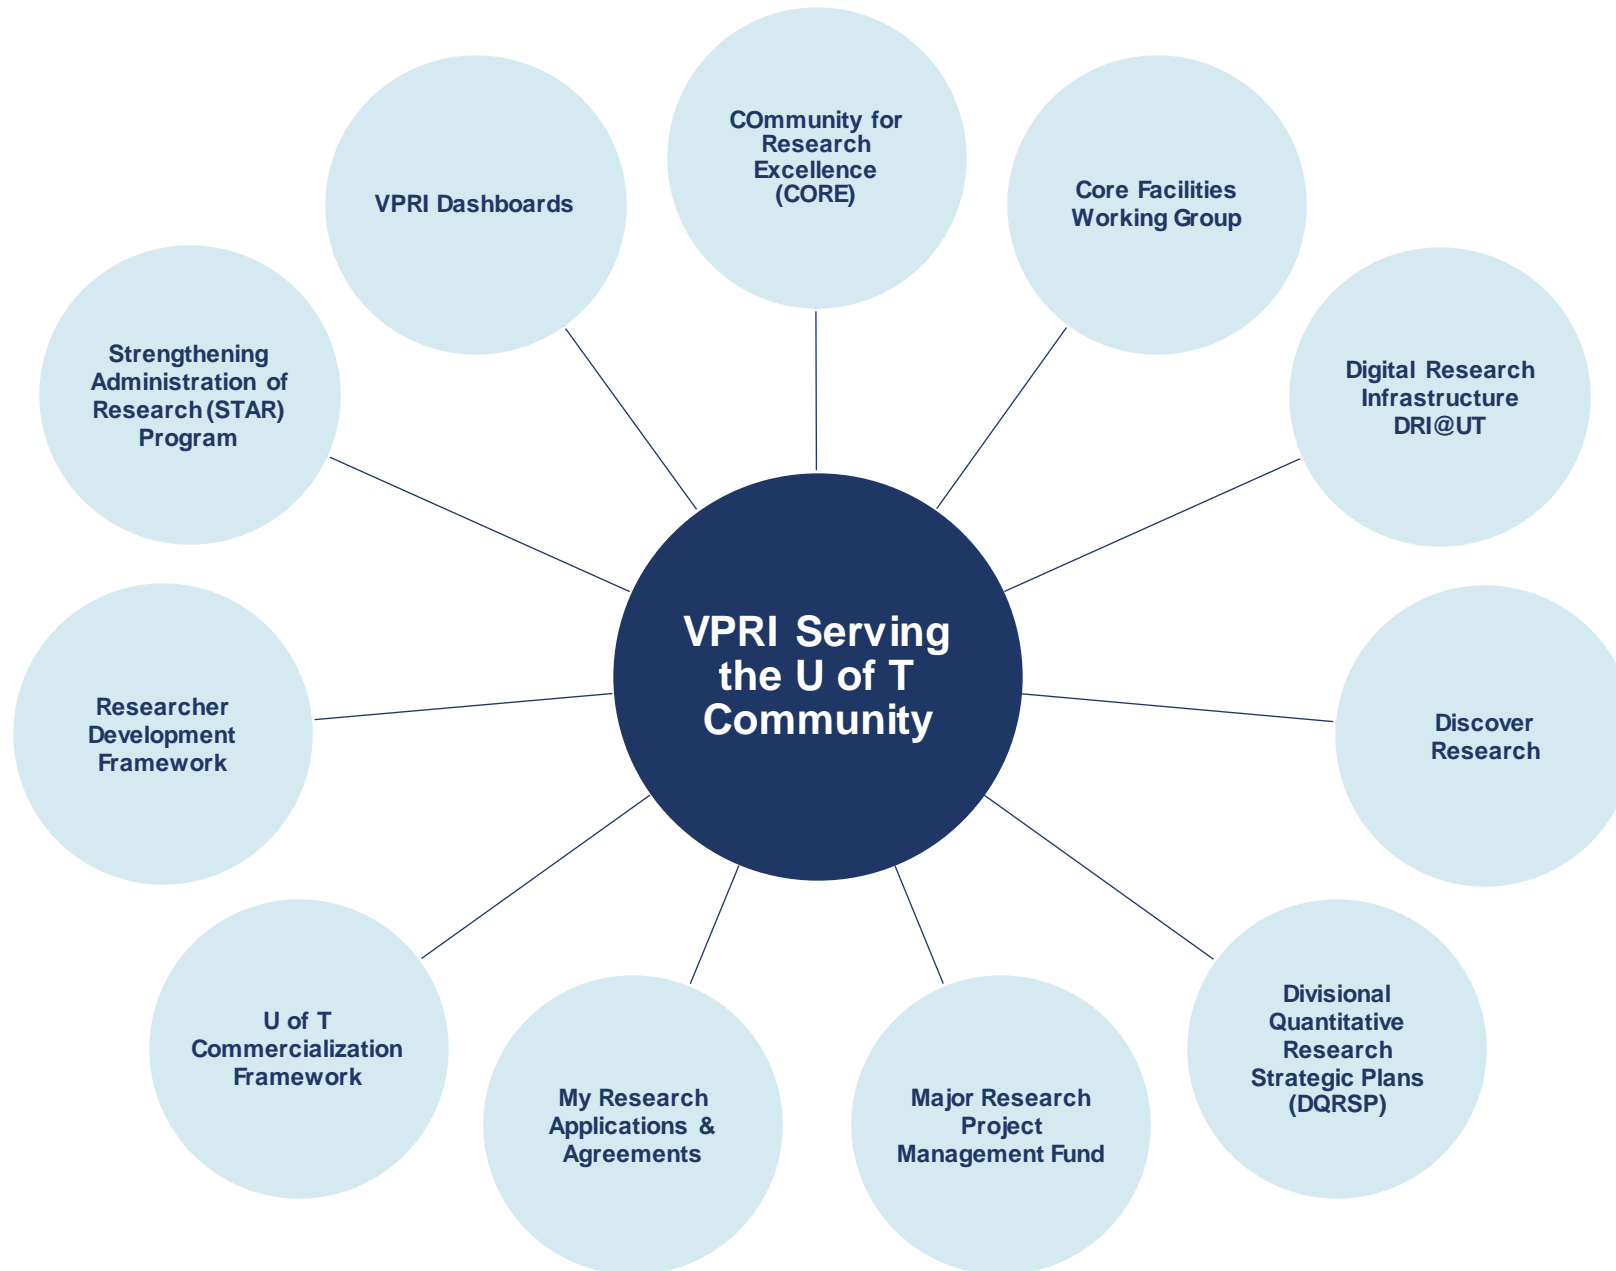 COmmunity for
Research
Excellence
(CORE)
Core Facilities
Working Group
Digital Research
Infrastructure
DRI@UT
Discover
Research
Divisional
Quantitative
Research
Strategic Plans
(DQRSP)
Major Research
Project
Management Fund
My Research
Applications &
Agreements
U of T
Commercialization
Framework
Researcher
Development
Framework
Strengthening
Administration of
Research (STAR)
Program
VPRI Dashboards
VPRI Serving
the U of T
Community